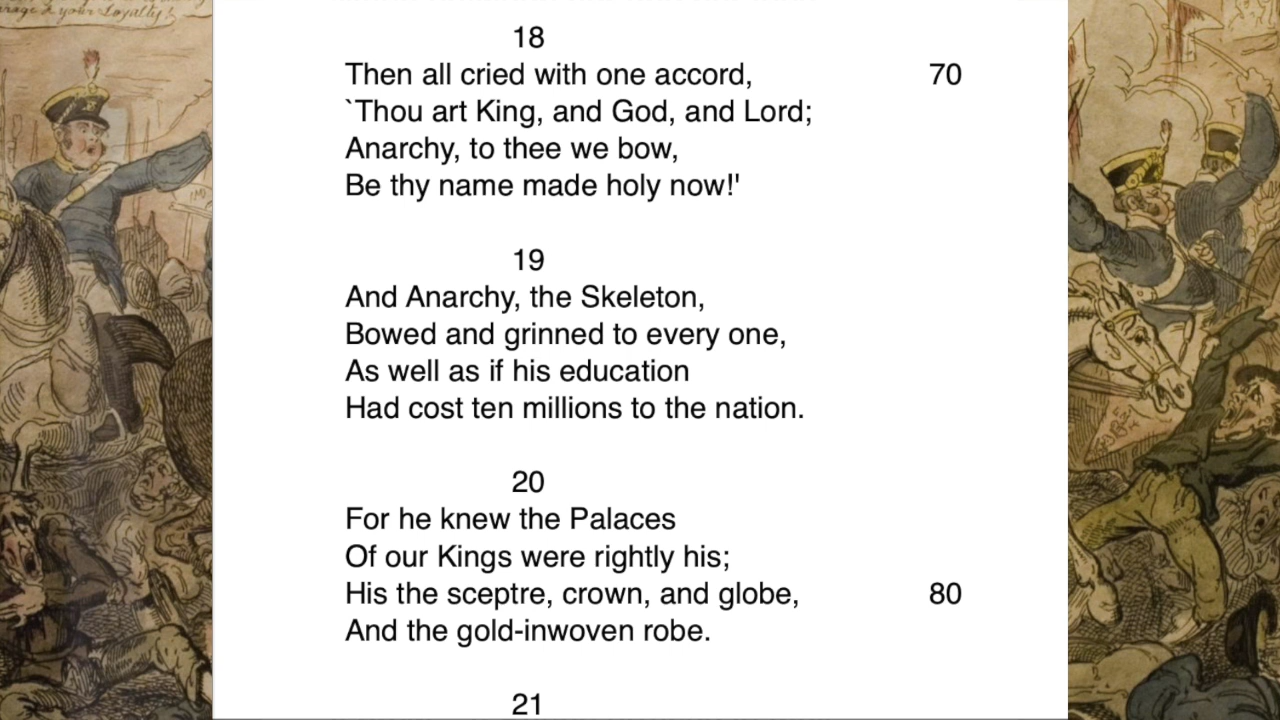 rage & your Loyalty!
18
Then all cried with one accord, 70
`Thou art King, and God, and Lord;
Anarchy, to thee we bow,
Be thy name made holy now!'
19
And Anarchy, the Skeleton,
Bowed and grinned to every one,
As well as if his education
Had cost ten millions to the nation.
20
For he knew the Palaces
Of our Kings were rightly his;
His the sceptre, crown, and globe, 80
And the gold-inwoven robe.
21